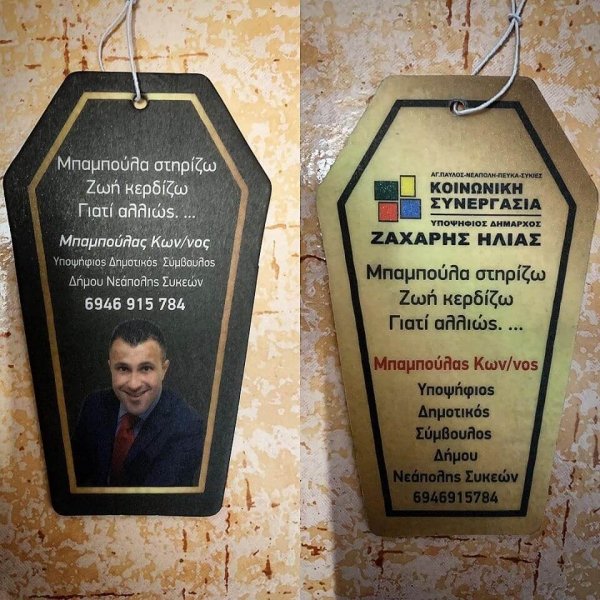 Μπαμπούλα στηρίζω
Ζωή κερδίζω
Γιατί αλλιώς. ...
Μπαμπούλας Κων/νος
Υποψήφιος Δημοτικός Σύμβουλος
Δήμου Νεάπολης Συκεών
6946 915 784
ΑΓ.ΠΑΥΛΟΣ-ΝΕΑΠΟΛΗ-ΠΕΥΚΑ-ΣΥΚΙΕΣ
ΚΟΙΝΩΝΙΚΗ
ΣΥΝΕΡΓΑΣΙΑ
ΥΠΟΨΗΦΙΟΣ ΔΗΜΑΡΧΟΣ
ΖΑΧΑΡΗΣ ΗΛΙΑΣ
Μπαμπούλα στηρίζω
Ζωή κερδίζω
Γιατί αλλιώς. ...
Μπαμπούλας Κων/νος
Υποψήφιος
Δημοτικός
Σύμβουλος
Δήμου
Νεάπολης Συκεών
6946915784